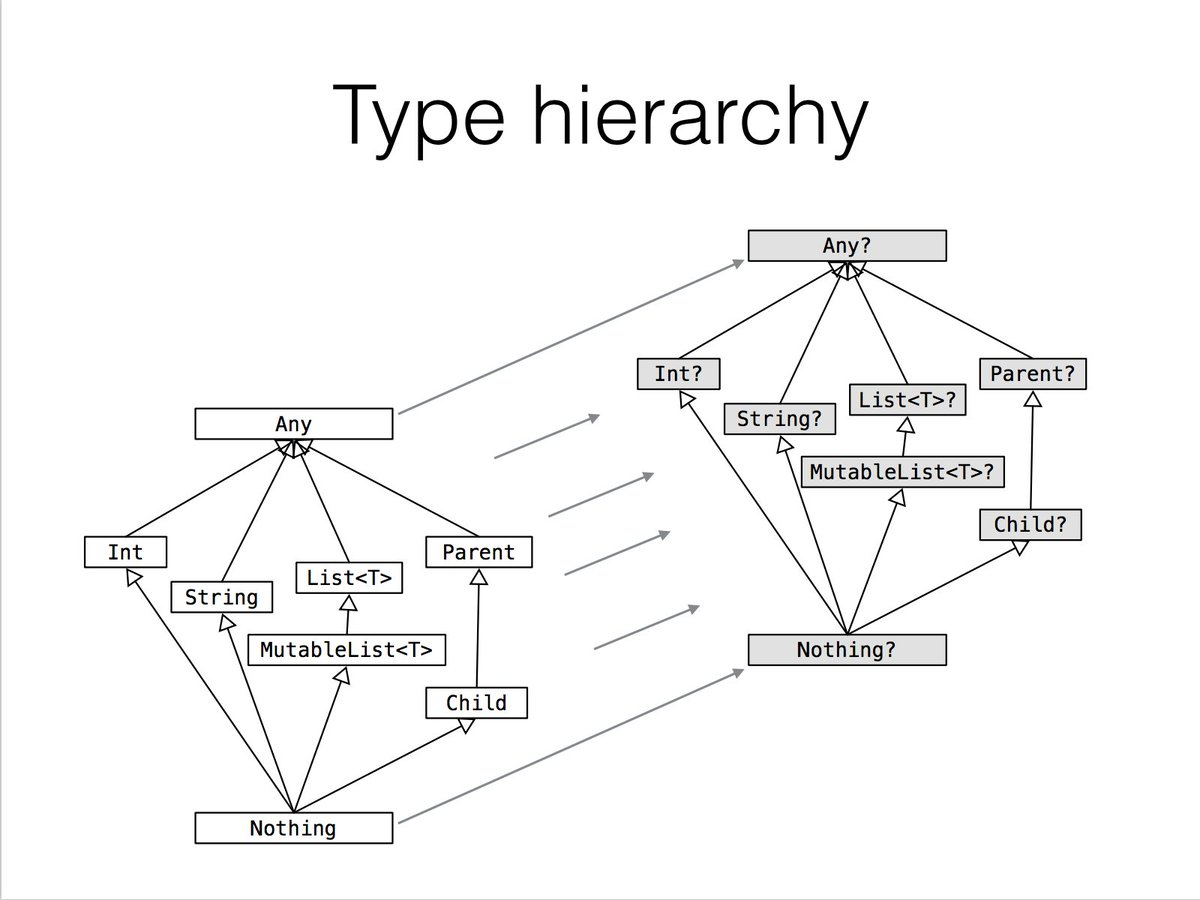 Type hierarchy
Any?
Int?
String?
List<T>?
Parent?
MutableList<T>?
Child?
Nothing?
Any
Int
String
List<T>
Parent
MutableList<T>
Child
Nothing